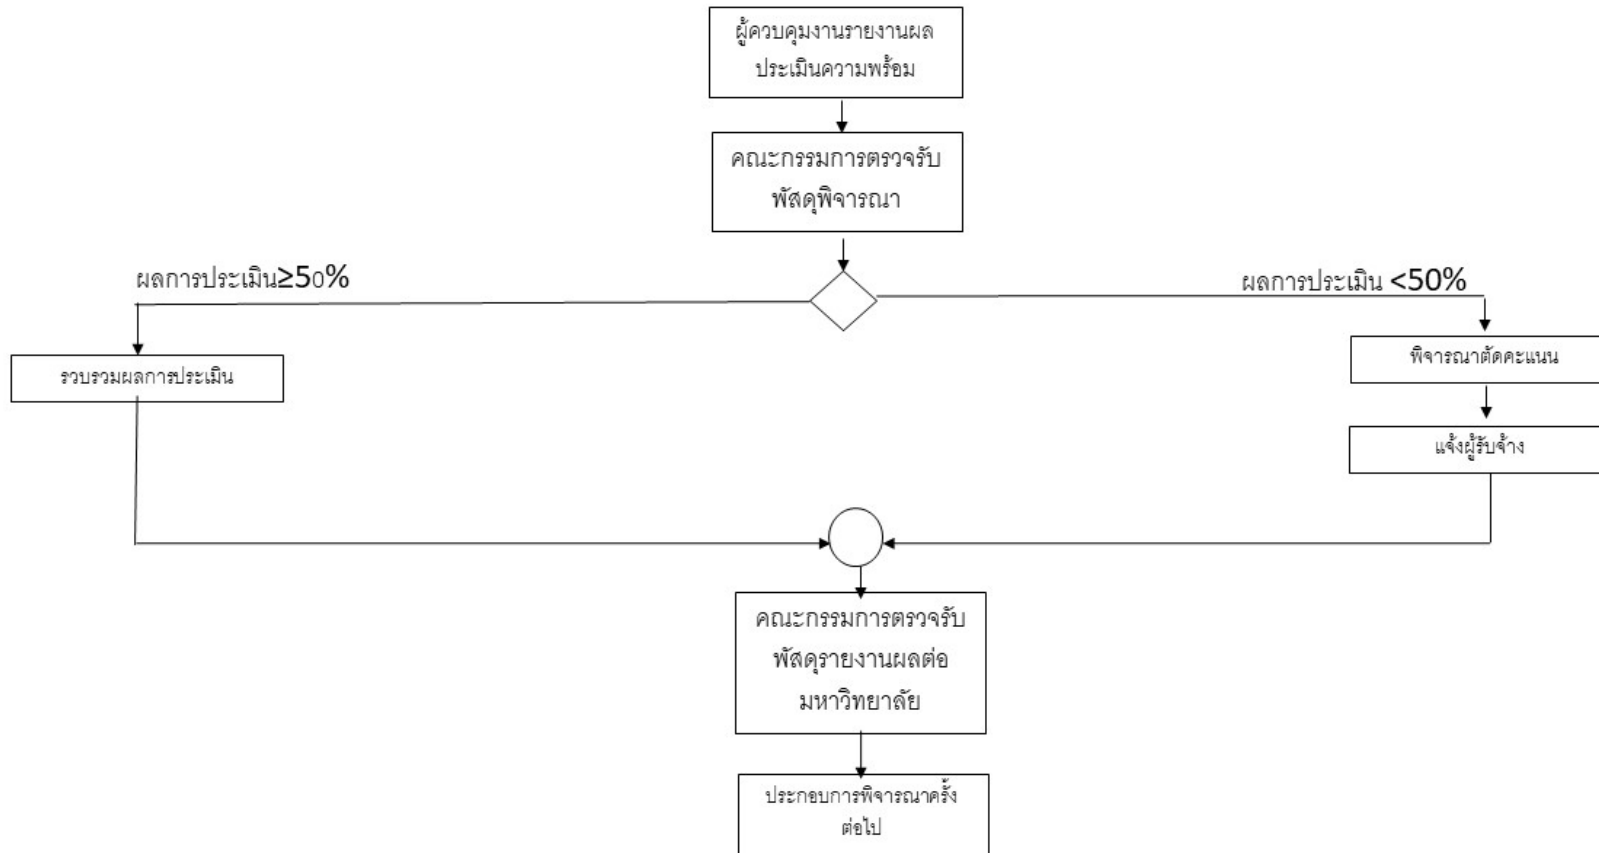 ผู้ควบคุมงานรายงานผล
ประเมินความพร้อม
คณะกรรมการตรวจรับ
พัสดุพิจารณา
ผลการประเมิน≥50%
ผลการประเมิน <50%
รวบรวมผลการประเมิน
พิจารณาตัดคะแนน
แจ้งผู้รับจ้าง
คณะกรรมการตรวจรับ
พัสดุรายงานผลต่อ
มหาวิทยาลัย
ประกอบการพิจารณาครั้ง
ต่อไป